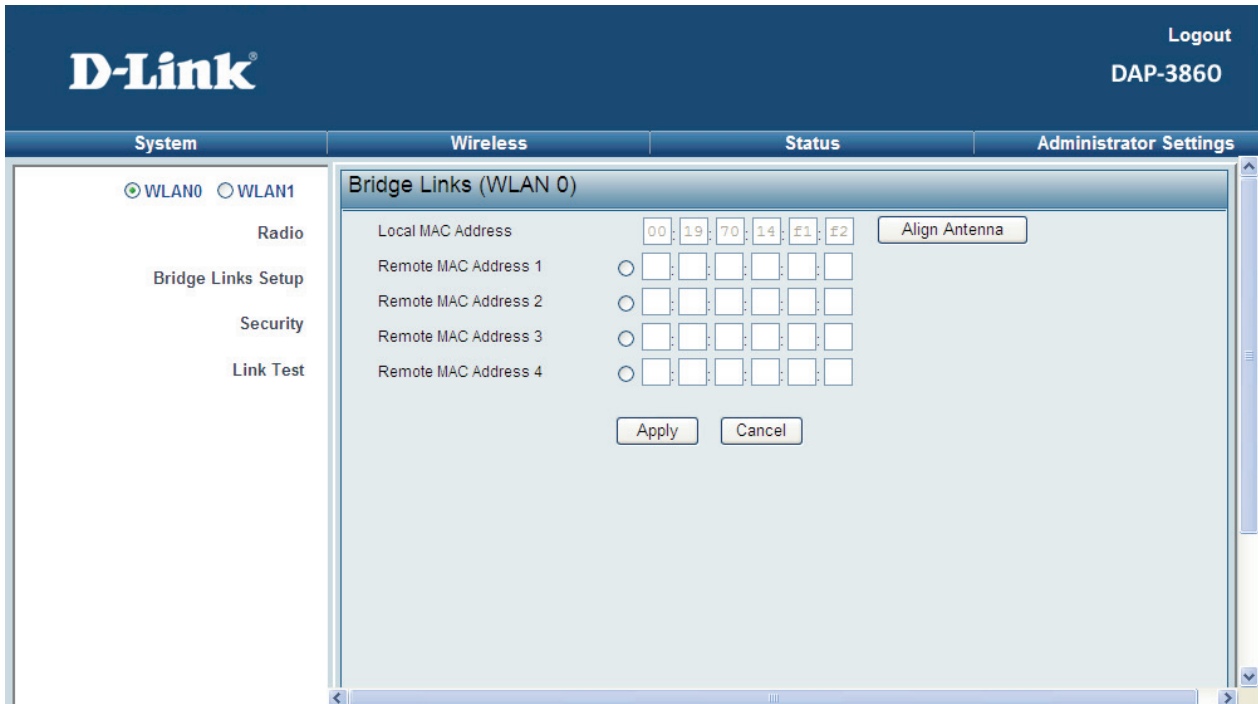 Logout
D-Link®
DAP-3860
System Wireless Status Administrator Settings
WLAN0 WLAN1
Radio
Bridge Links Setup
Security
Link Test
Bridge Links (WLAN 0)
Local MAC Address 00:19:70:14:f1:f2 Align Antenna
Remote MAC Address 1 : : : : :
Remote MAC Address 2 : : : : :
Remote MAC Address 3 : : : : :
Remote MAC Address 4 : : : : :
Apply Cancel